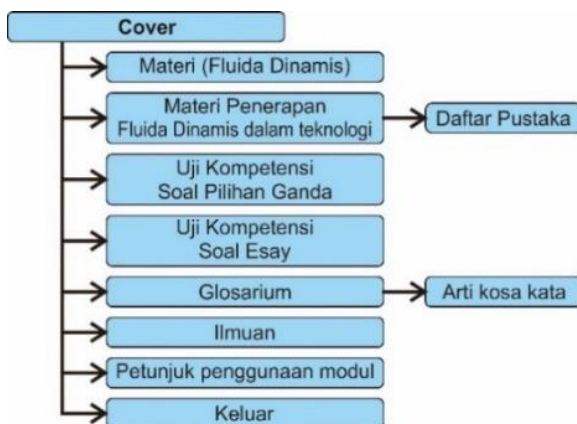 Cover
Materi (Fluida Dinamis)
Materi Penerapan
Fluida Dinamis dalam teknologi
Daftar Pustaka
Uji Kompetensi
Soal Pilihan Ganda
Uji Kompetensi
Soal Esay
Glosarium
Arti kosa kata
Ilmuan
Petunjuk penggunaan modul
Keluar